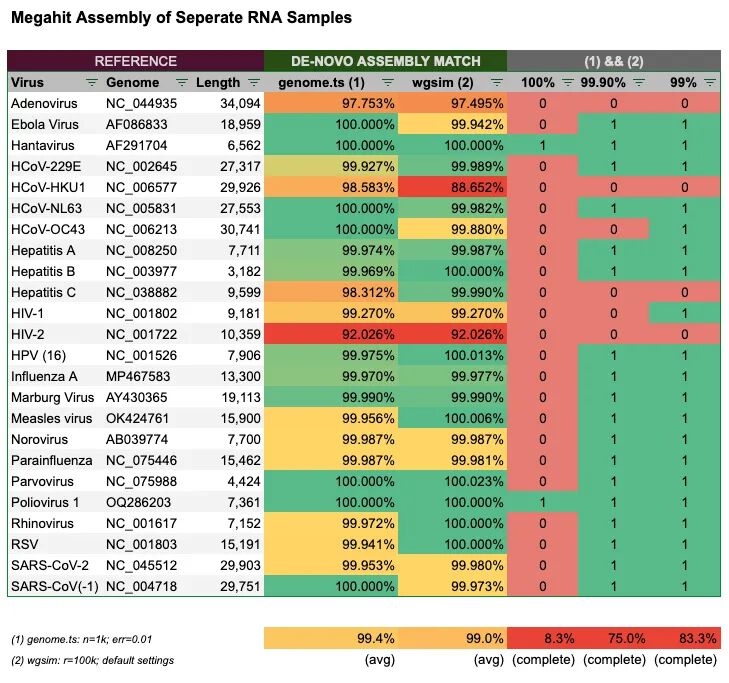 Megahit Assembly of Seperate RNA Samples
REFERENCE DE-NOVO ASSEMBLY MATCH (1) && (2)
Virus Genome Length genome.ts (1) wgsim (2) 100% 99.90% 99%
Adenovirus NC_044935 34,094 97.753% 97.495% 0 0 0
Ebola Virus AF086833 18,959 100.000% 99.942% 0 1 1
Hantavirus AF291704 6,562 100.000% 100.000% 1 1 1
HCoV-229E NC_002645 27,317 99.927% 99.989% 0 1 1
HCoV-HKU1 NC_006577 29,926 98.583% 88.652% 0 0 0
HCoV-NL63 NC_005831 27,553 100.000% 99.982% 0 1 1
HCoV-OC43 NC_006213 30,741 100.000% 99.880% 0 0 1
Hepatitis A NC_008250 7,711 99.974% 99.987% 0 1 1
Hepatitis B NC_003977 3,182 99.969% 100.000% 0 1 1
Hepatitis C NC_038882 9,599 98.312% 99.990% 0 0 0
HIV-1 NC_001802 9,181 99.270% 99.270% 0 0 1
HIV-2 NC_001722 10,359 92.026% 92.026% 0 0 0
HPV (16) NC_001526 7,906 99.975% 100.013% 0 1 1
Influenza A MP467583 13,300 99.970% 99.977% 0 1 1
Marburg Virus AY430365 19,113 99.990% 99.990% 0 1 1
Measles virus OK424761 15,900 99.956% 100.006% 0 1 1
Norovirus AB039774 7,700 99.987% 99.987% 0 1 1
Parainfluenza NC_075446 15,462 99.987% 99.981% 0 1 1
Parvovirus NC_075988 4,424 100.000% 100.023% 0 1 1
Poliovirus 1 OQ286203 7,361 100.000% 100.000% 1 1 1
Rhinovirus NC_001617 7,152 99.972% 100.000% 0 1 1
RSV NC_001803 15,191 99.941% 100.000% 0 1 1
SARS-CoV-2 NC_045512 29,903 99.953% 99.980% 0 1 1
SARS-CoV(-1) NC_004718 29,751 100.000% 99.973% 0 1 1
(1) genome.ts: n=1k; err=0.01 99.4% 99.0% 8.3% 75.0% 83.3%
(2) wgsim: r=100k; default settings (avg) (avg) (complete) (complete) (complete)